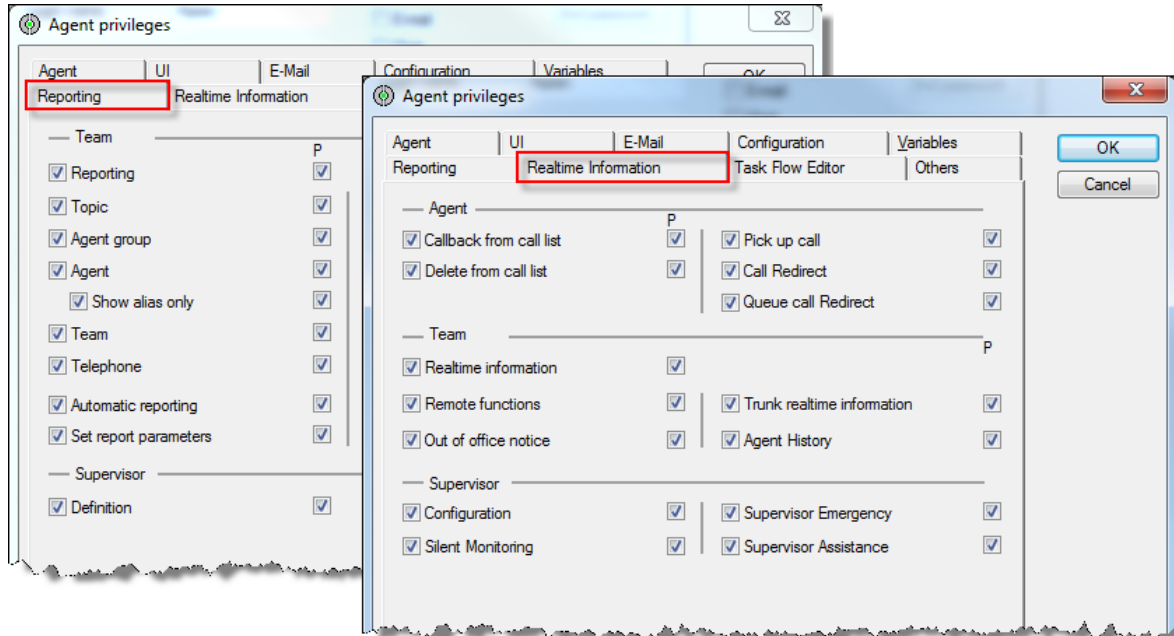 Agent privileges
Agent UI E-Mail Configuration Variables OK
Reporting Realtime Information
Team
P
Reporting
Topic
Agent group
Agent
Show alias only
Team
Telephone
Automatic reporting
Set report parameters
Supervisor
Definition
Agent privileges
Agent UI E-Mail Configuration Variables
Reporting Realtime Information Task Flow Editor Others
OK
Cancel
Agent
P
Callback from call list Pick up call
Delete from call list Call Redirect
Queue call Redirect
Team
P
Realtime information
Remote functions Trunk realtime information
Out of office notice Agent History
Supervisor
Configuration Supervisor Emergency
Silent Monitoring Supervisor Assistance